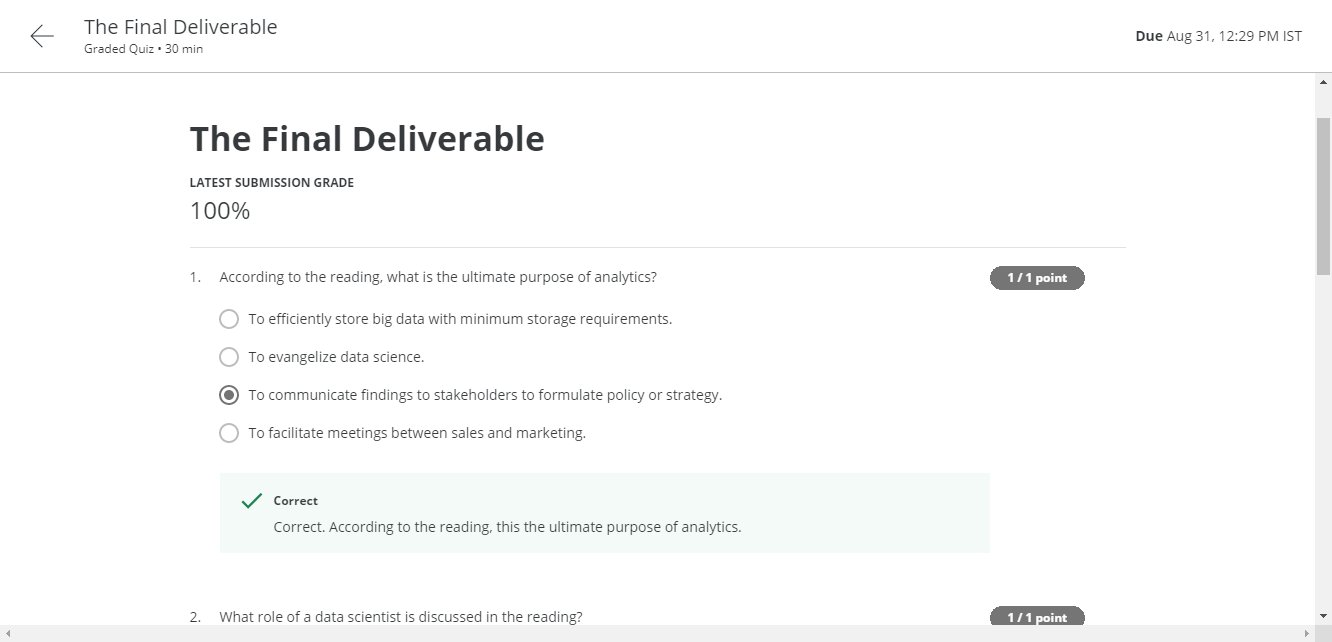 The Final Deliverable
Graded Quiz • 30 min
Due Aug 31, 12:29 PM IST
The Final Deliverable
LATEST SUBMISSION GRADE
100%
1. According to the reading, what is the ultimate purpose of analytics?
1 / 1 point
To efficiently store big data with minimum storage requirements.
To evangelize data science.
To communicate findings to stakeholders to formulate policy or strategy.
To facilitate meetings between sales and marketing.
Correct
Correct. According to the reading, this the ultimate purpose of analytics.
2. What role of a data scientist is discussed in the reading?
1 / 1 point